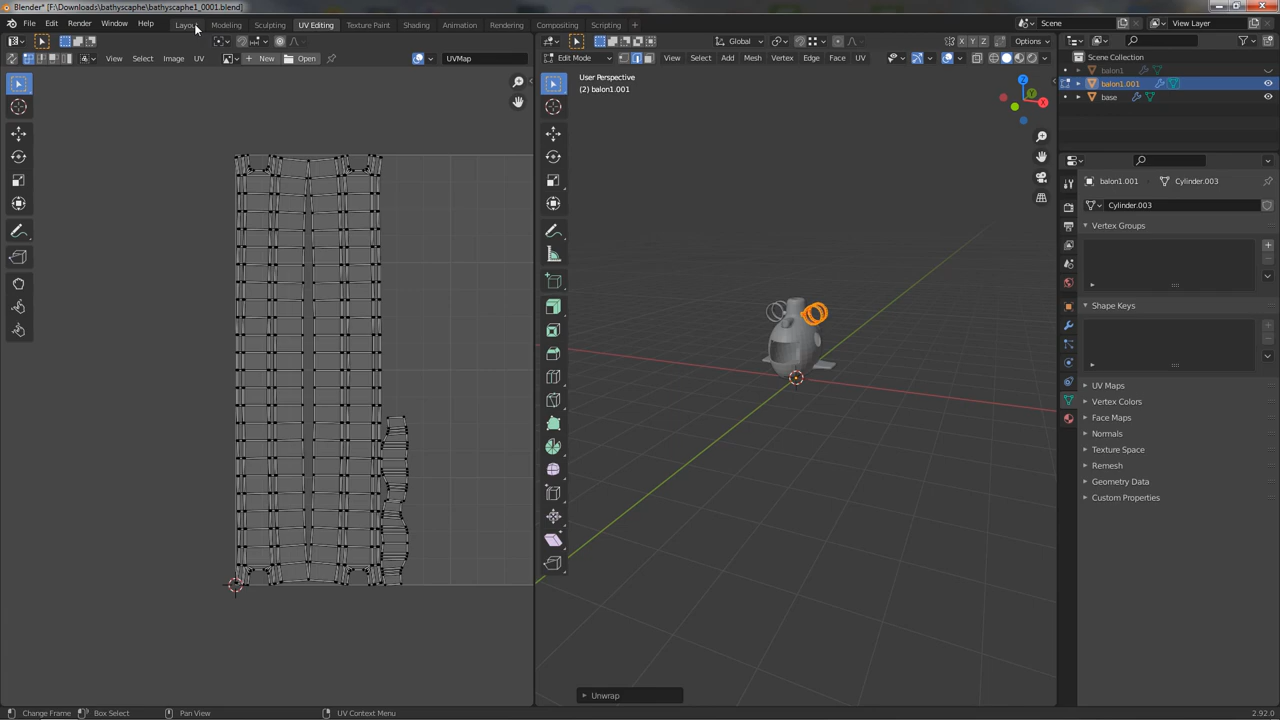 Blender* [F:\Downloads\bathyscaphe\bathyscaphe1_0001.blend]
File Edit Render Window Help Layout Modeling Sculpting UV Editing Texture Paint Shading Animation Rendering Compositing Scripting + Scene View Layer
Global Options
View Select Image UV New Open UVMap Edit Mode View Select Add Mesh Vertex Edge Face UV
Scene Collection
balon1
balon1.001
base
User Perspective
(2) balon1.001
Z
Y
X
balon1.001 Cylinder.003
Cylinder.003
Vertex Groups
Shape Keys
UV Maps
Vertex Colors
Face Maps
Normals
Texture Space
Remesh
Geometry Data
Custom Properties
Unwrap
Change Frame Box Select Pan View UV Context Menu 2.92.0